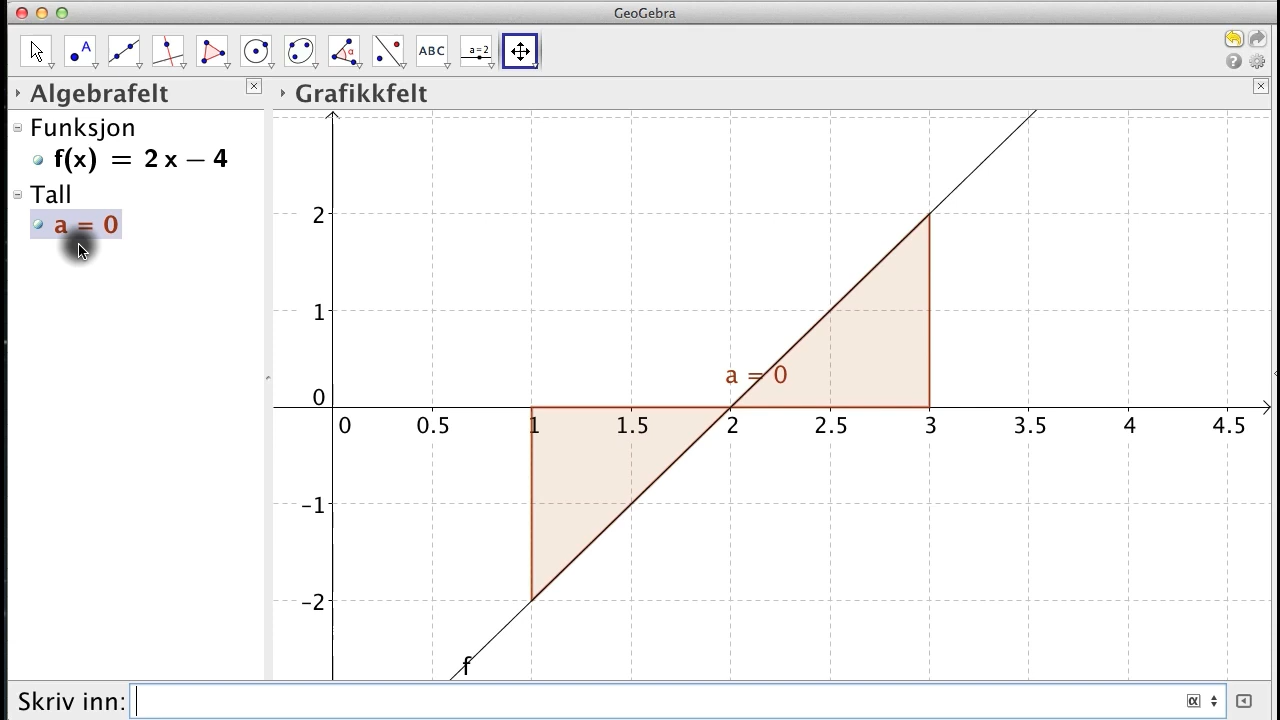 GeoGebra
A
α
ABC
a=2
?
Algebrafelt
Grafikkfelt
Funksjon
f(x) = 2 x − 4
Tall
a = 0
2
1
a = 0
0
0 0.5 1 1.5 2 2.5 3 3.5 4 4.5
−1
−2
f
Skriv inn:
α